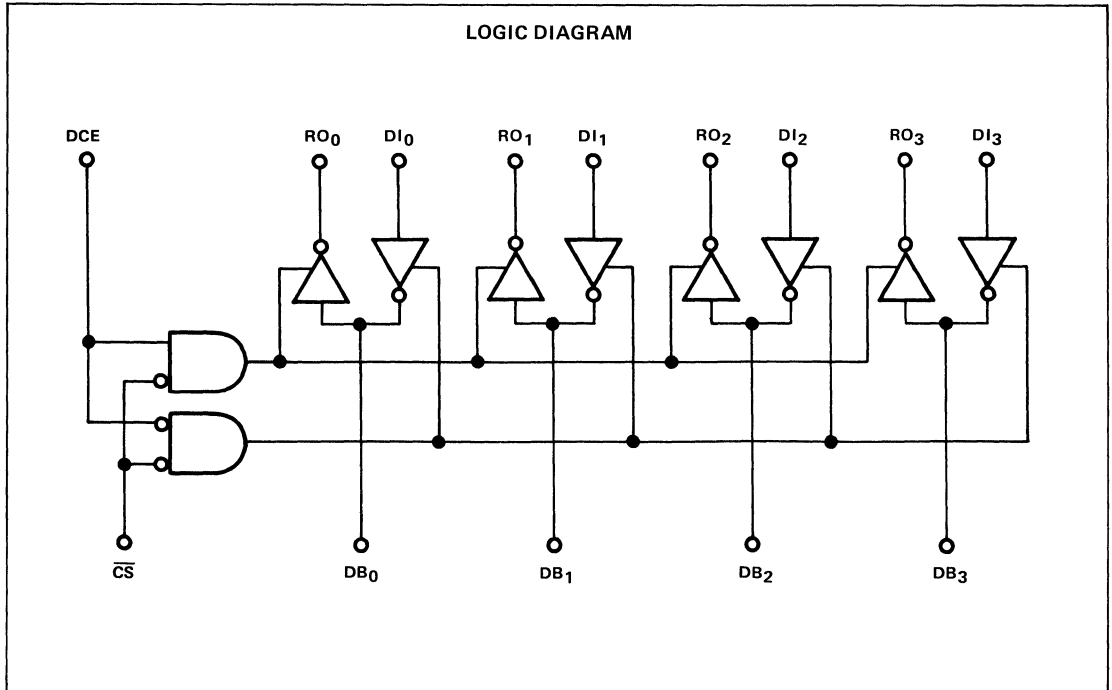 LOGIC DIAGRAM
DCE RO0 DI0 RO1 DI1 RO2 DI2 RO3 DI3
CS DB0 DB1 DB2 DB3